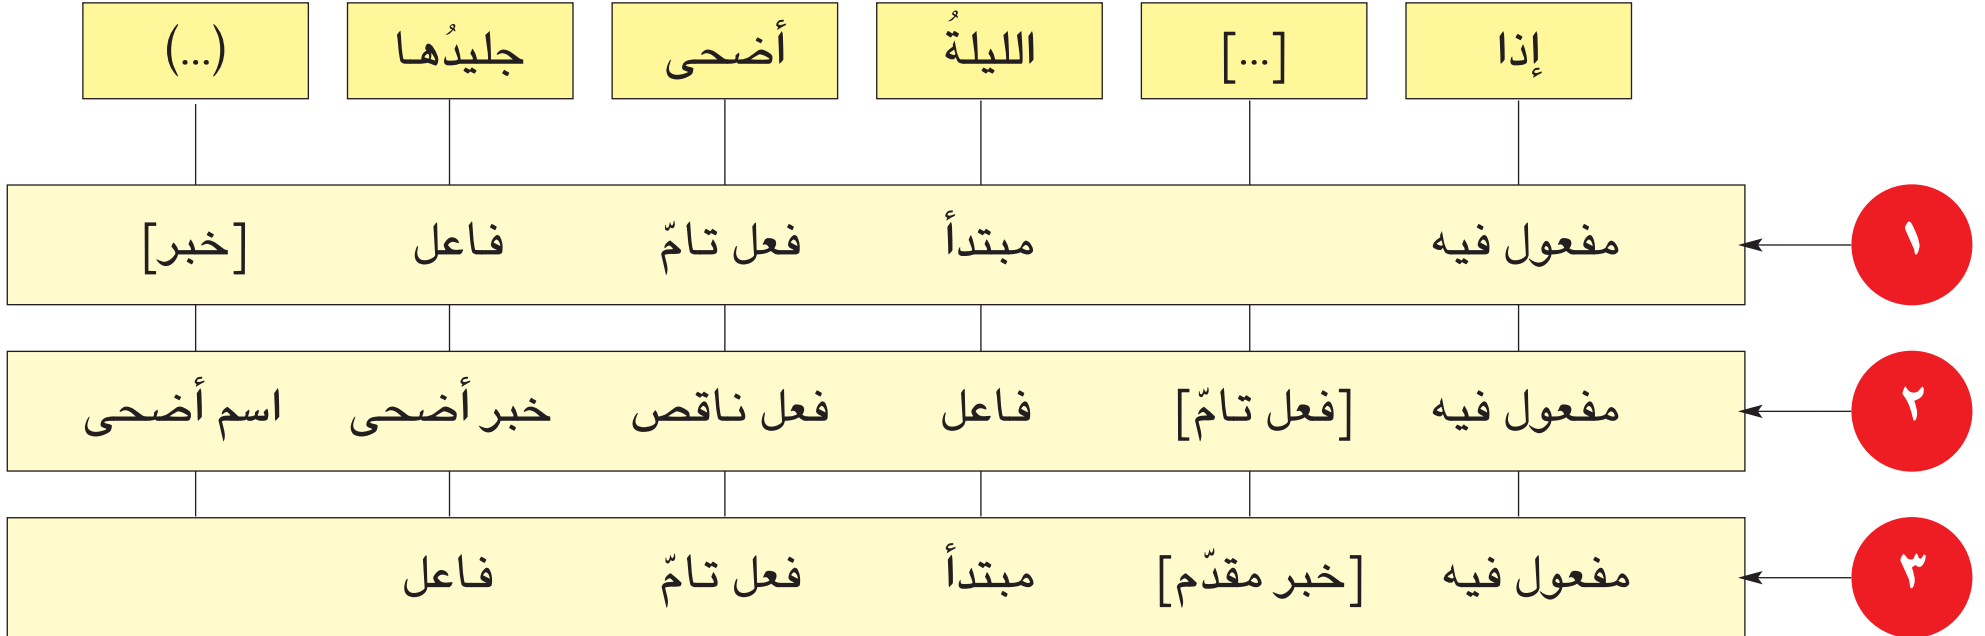 إذا [...] الليلةُ أضحى جليدُها (...)
١ مفعول فيه مبتدأ فعل تامّ فاعل [خبر]
٢ مفعول فيه [فعل تامّ] فاعل فعل ناقص خبر أضحى اسم أضحى
٣ مفعول فيه [خبر مقدّم] مبتدأ فعل تامّ فاعل